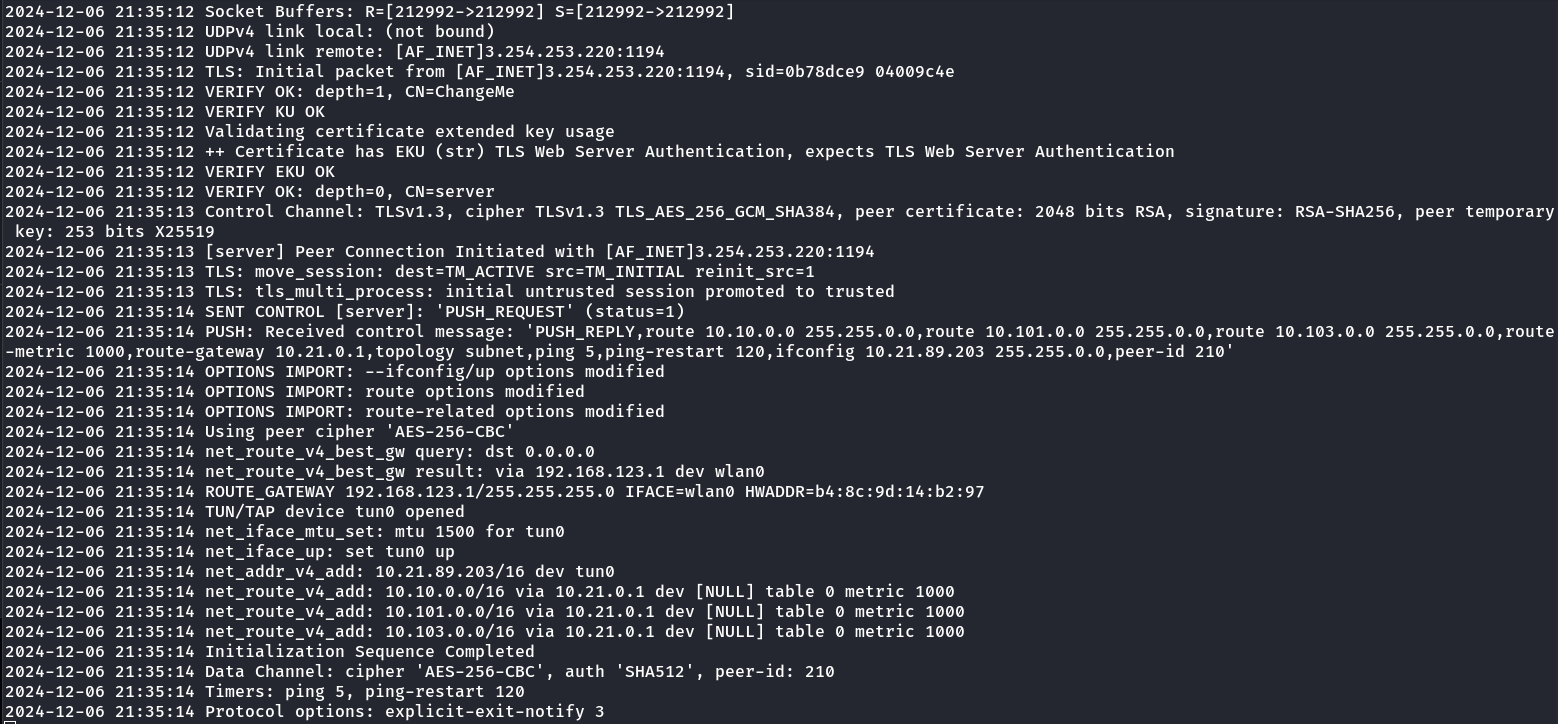 2024-12-06 21:35:12 Socket Buffers: R=[212992->212992] S=[212992->212992]
2024-12-06 21:35:12 UDPv4 link local: (not bound)
2024-12-06 21:35:12 UDPv4 link remote: [AF_INET]3.254.253.220:1194
2024-12-06 21:35:12 TLS: Initial packet from [AF_INET]3.254.253.220:1194, sid=0b78dce9 04009c4e
2024-12-06 21:35:12 VERIFY OK: depth=1, CN=ChangeMe
2024-12-06 21:35:12 VERIFY KU OK
2024-12-06 21:35:12 Validating certificate extended key usage
2024-12-06 21:35:12 ++ Certificate has EKU (str) TLS Web Server Authentication, expects TLS Web Server Authentication
2024-12-06 21:35:12 VERIFY EKU OK
2024-12-06 21:35:12 VERIFY OK: depth=0, CN=server
2024-12-06 21:35:13 Control Channel: TLSv1.3, cipher TLSv1.3 TLS_AES_256_GCM_SHA384, peer certificate: 2048 bits RSA, signature: RSA-SHA256, peer temporary
 key: 253 bits X25519
2024-12-06 21:35:13 [server] Peer Connection Initiated with [AF_INET]3.254.253.220:1194
2024-12-06 21:35:13 TLS: move_session: dest=TM_ACTIVE src=TM_INITIAL reinit_src=1
2024-12-06 21:35:13 TLS: tls_multi_process: initial untrusted session promoted to trusted
2024-12-06 21:35:14 SENT CONTROL [server]: 'PUSH_REQUEST' (status=1)
2024-12-06 21:35:14 PUSH: Received control message: 'PUSH_REPLY,route 10.10.0.0 255.255.0.0,route 10.101.0.0 255.255.0.0,route 10.103.0.0 255.255.0.0,route
-metric 1000,route-gateway 10.21.0.1,topology subnet,ping 5,ping-restart 120,ifconfig 10.21.89.203 255.255.0.0,peer-id 210'
2024-12-06 21:35:14 OPTIONS IMPORT: --ifconfig/up options modified
2024-12-06 21:35:14 OPTIONS IMPORT: route options modified
2024-12-06 21:35:14 OPTIONS IMPORT: route-related options modified
2024-12-06 21:35:14 Using peer cipher 'AES-256-CBC'
2024-12-06 21:35:14 net_route_v4_best_gw query: dst 0.0.0.0
2024-12-06 21:35:14 net_route_v4_best_gw result: via 192.168.123.1 dev wlan0
2024-12-06 21:35:14 ROUTE_GATEWAY 192.168.123.1/255.255.255.0 IFACE=wlan0 HWADDR=b4:8c:9d:14:b2:97
2024-12-06 21:35:14 TUN/TAP device tun0 opened
2024-12-06 21:35:14 net_iface_mtu_set: mtu 1500 for tun0
2024-12-06 21:35:14 net_iface_up: set tun0 up
2024-12-06 21:35:14 net_addr_v4_add: 10.21.89.203/16 dev tun0
2024-12-06 21:35:14 net_route_v4_add: 10.10.0.0/16 via 10.21.0.1 dev [NULL] table 0 metric 1000
2024-12-06 21:35:14 net_route_v4_add: 10.101.0.0/16 via 10.21.0.1 dev [NULL] table 0 metric 1000
2024-12-06 21:35:14 net_route_v4_add: 10.103.0.0/16 via 10.21.0.1 dev [NULL] table 0 metric 1000
2024-12-06 21:35:14 Initialization Sequence Completed
2024-12-06 21:35:14 Data Channel: cipher 'AES-256-CBC', auth 'SHA512', peer-id: 210
2024-12-06 21:35:14 Timers: ping 5, ping-restart 120
2024-12-06 21:35:14 Protocol options: explicit-exit-notify 3